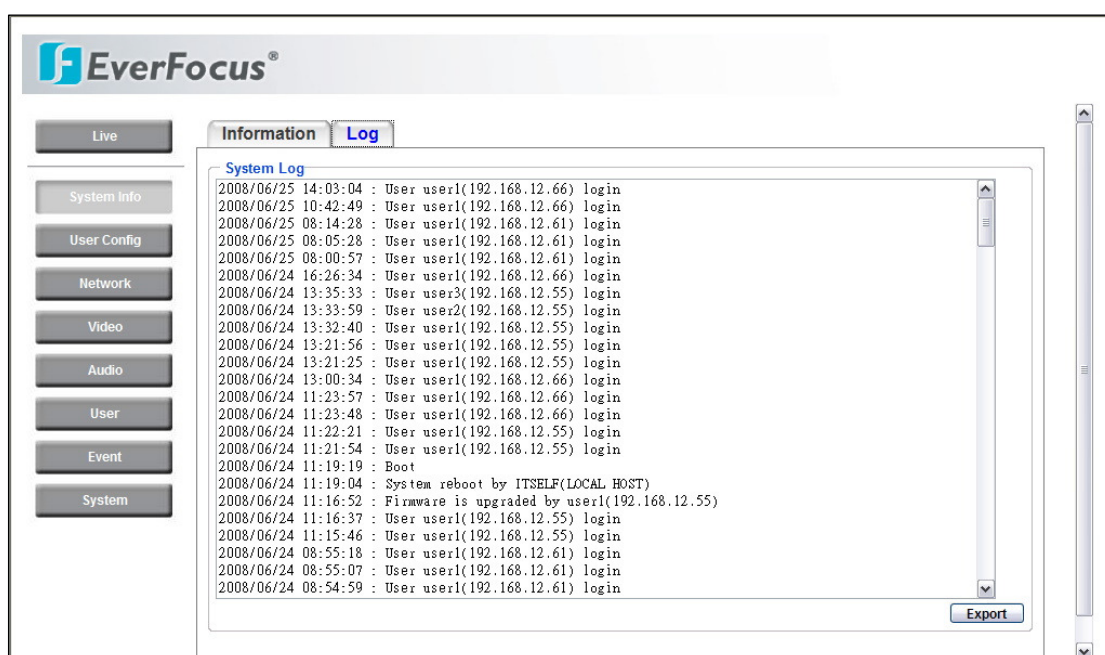 EverFocus®
Live
System Info
User Config
Network
Video
Audio
User
Event
System
Information
Log
System Log
2008/06/25 14:03:04 : User user1(192.168.12.66) login
2008/06/25 10:42:49 : User user1(192.168.12.66) login
2008/06/25 08:14:28 : User user1(192.168.12.61) login
2008/06/25 08:05:28 : User user1(192.168.12.61) login
2008/06/25 08:00:57 : User user1(192.168.12.61) login
2008/06/24 16:26:34 : User user1(192.168.12.66) login
2008/06/24 13:35:33 : User user3(192.168.12.55) login
2008/06/24 13:33:59 : User user2(192.168.12.55) login
2008/06/24 13:32:40 : User user1(192.168.12.55) login
2008/06/24 13:21:56 : User user1(192.168.12.55) login
2008/06/24 13:21:25 : User user1(192.168.12.55) login
2008/06/24 13:00:34 : User user1(192.168.12.66) login
2008/06/24 11:23:57 : User user1(192.168.12.66) login
2008/06/24 11:23:48 : User user1(192.168.12.66) login
2008/06/24 11:22:21 : User user1(192.168.12.55) login
2008/06/24 11:21:54 : User user1(192.168.12.55) login
2008/06/24 11:19:19 : Boot
2008/06/24 11:19:04 : System reboot by ITSELF(LOCAL HOST)
2008/06/24 11:16:52 : Firmware is upgraded by user1(192.168.12.55)
2008/06/24 11:16:37 : User user1(192.168.12.55) login
2008/06/24 11:15:46 : User user1(192.168.12.55) login
2008/06/24 08:55:18 : User user1(192.168.12.61) login
2008/06/24 08:55:07 : User user1(192.168.12.61) login
2008/06/24 08:54:59 : User user1(192.168.12.61) login
Export